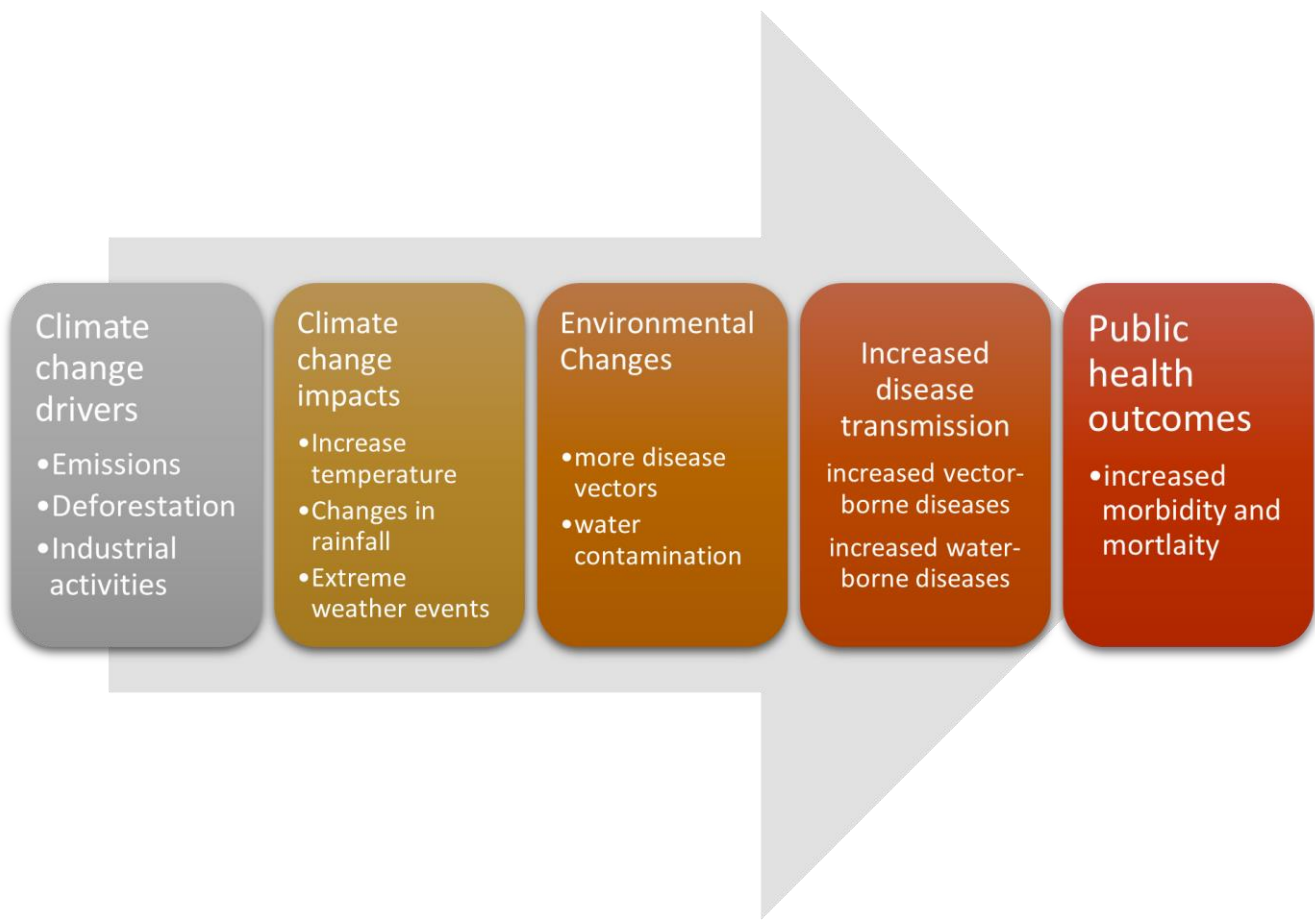 Climate
change
drivers
•Emissions
•Deforestation
•Industrial
activities
Climate
change
impacts
•Increase
temperature
•Changes in
rainfall
•Extreme
weather events
Environmental
Changes
•more disease
vectors
•water
contamination
Increased
disease
transmission
increased vector-
borne diseases
increased water-
borne diseases
Public
health
outcomes
•increased
morbidity and
mortlaity